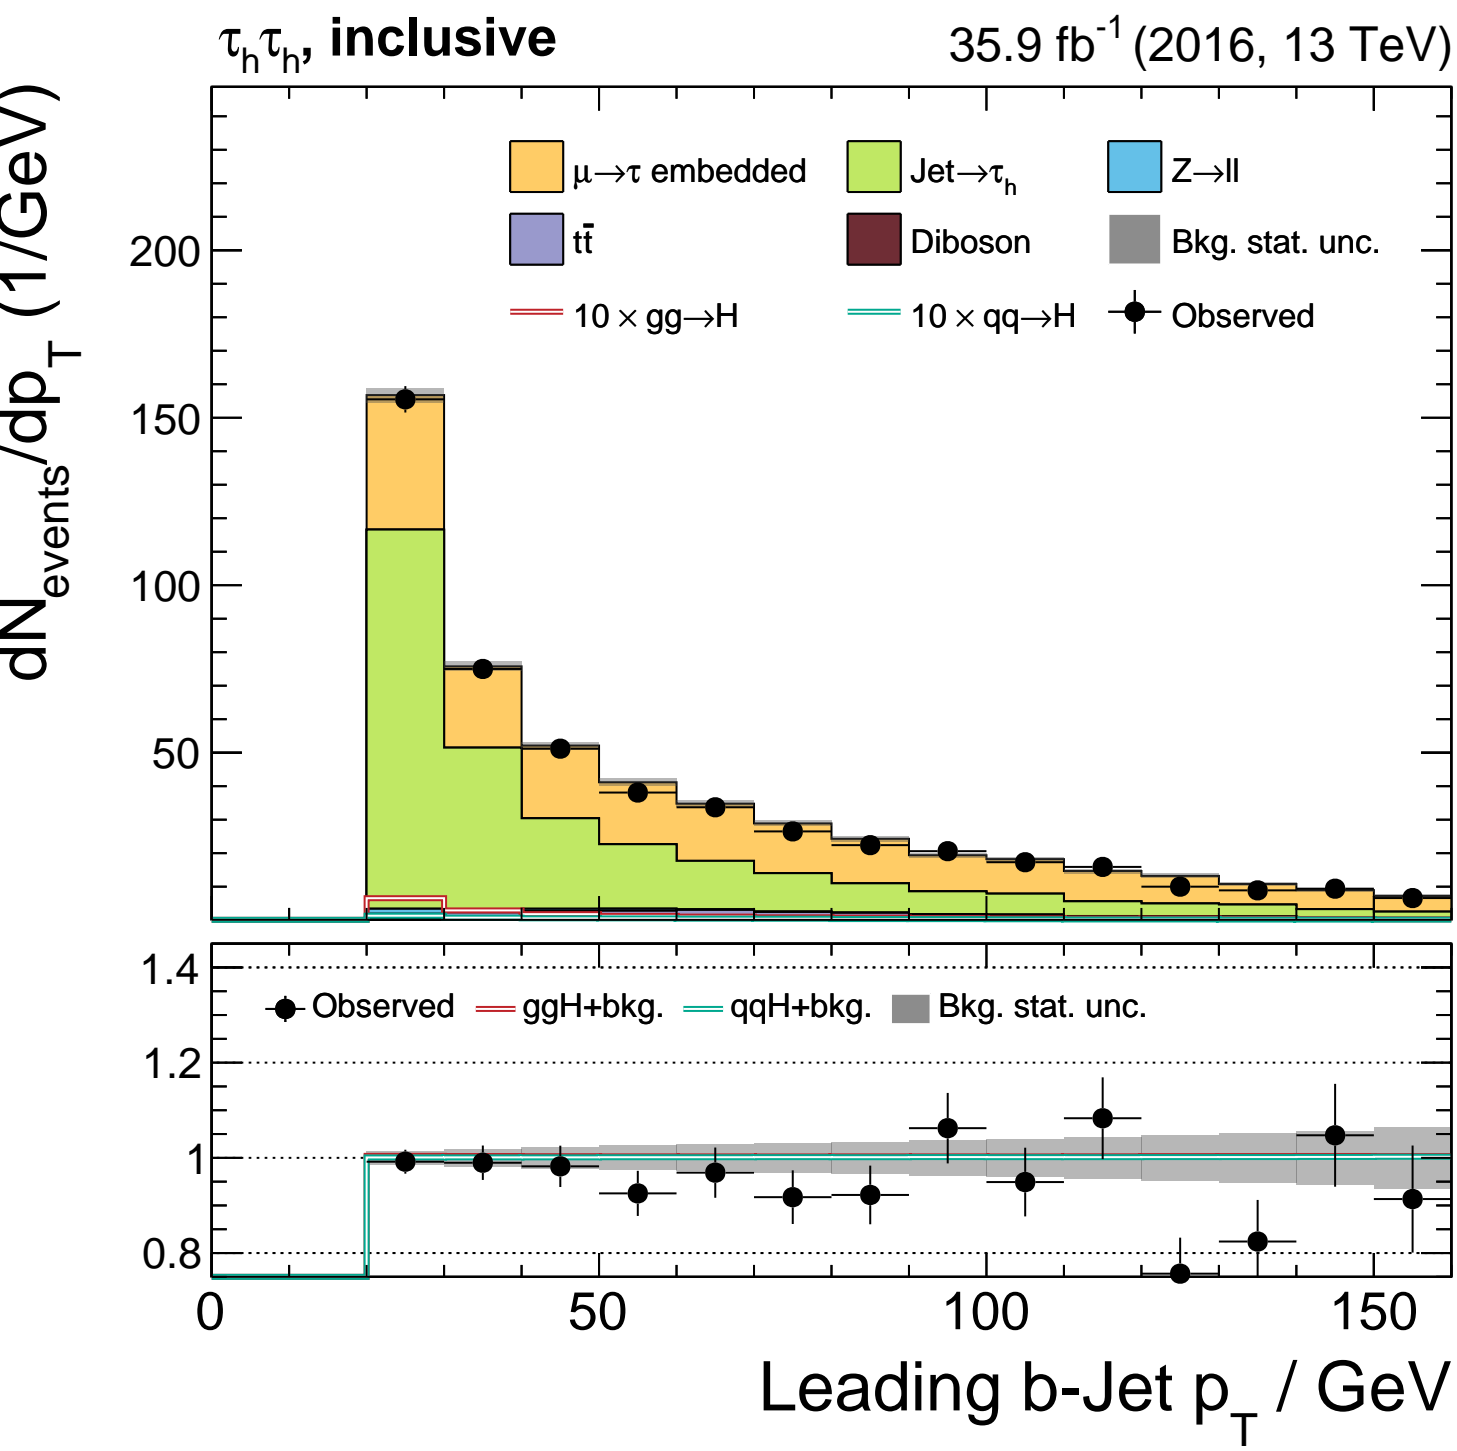 τhτh, inclusive
35.9 fb-1 (2016, 13 TeV)
dNevents/dpT (1/GeV)
μ→τ embedded
Jet→τh
Z→ll
tt̄
Diboson
Bkg. stat. unc.
10 × gg→H
10 × qq→H
Observed
200
150
100
50
1.4
1.2
1
0.8
Observed
ggH+bkg.
qqH+bkg.
Bkg. stat. unc.
0
50
100
150
Leading b-Jet pT / GeV